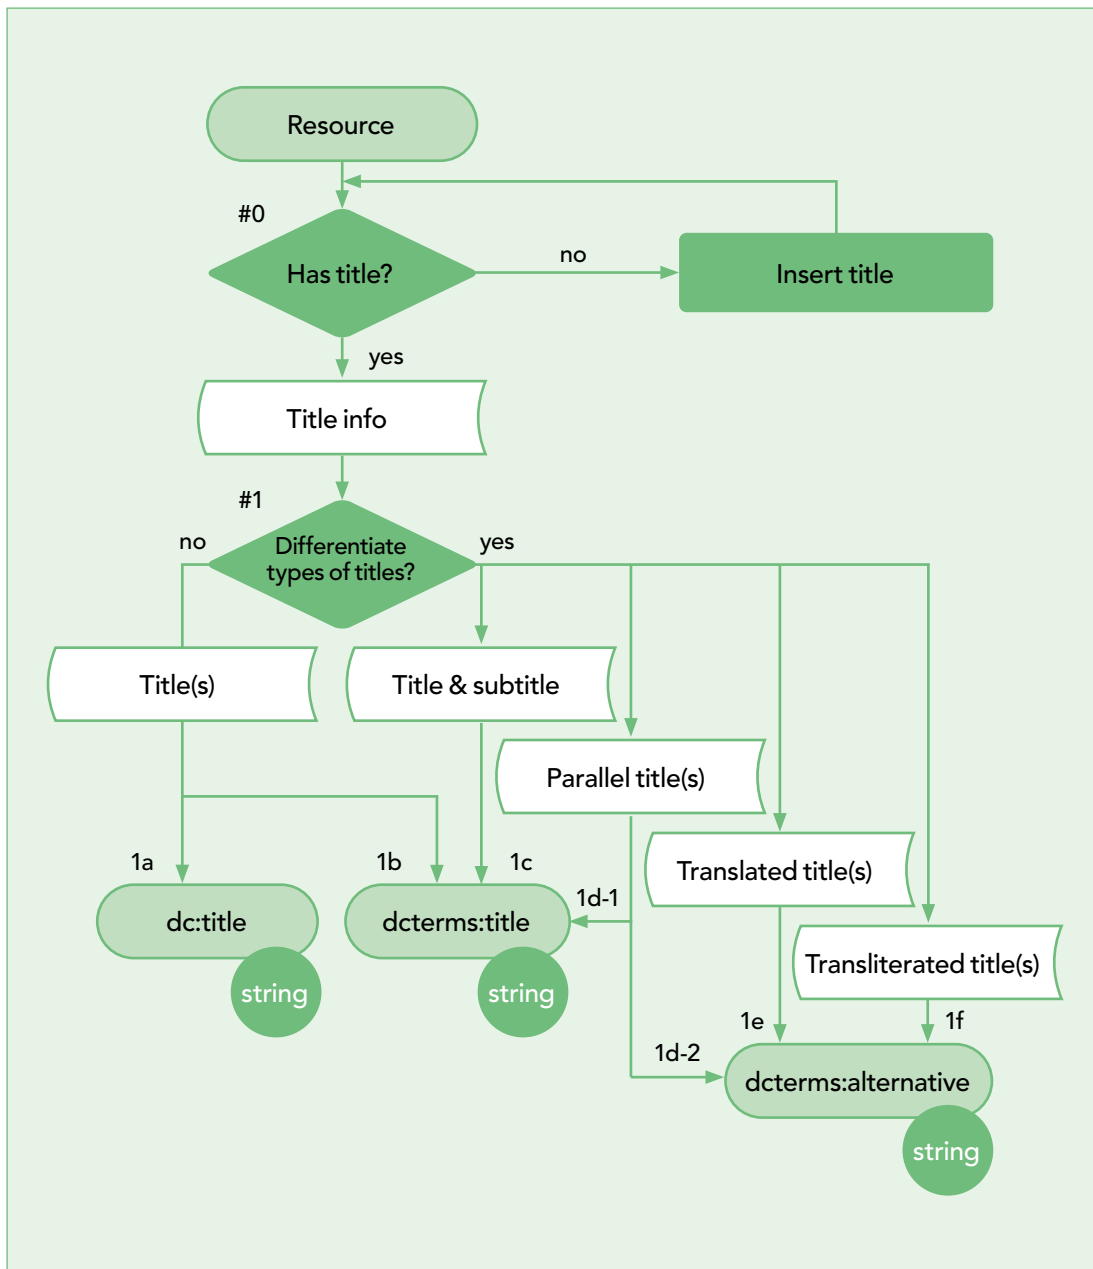 Resource
#0
Has title?
no
Insert title
yes
Title info
#1
no
Differentiate
types of titles?
yes
Title(s)
Title & subtitle
Parallel title(s)
Translated title(s)
Transliterated title(s)
1a
1b
1c
1d-1
dc:title
dcterms:title
string
string
1e
1f
1d-2
dcterms:alternative
string